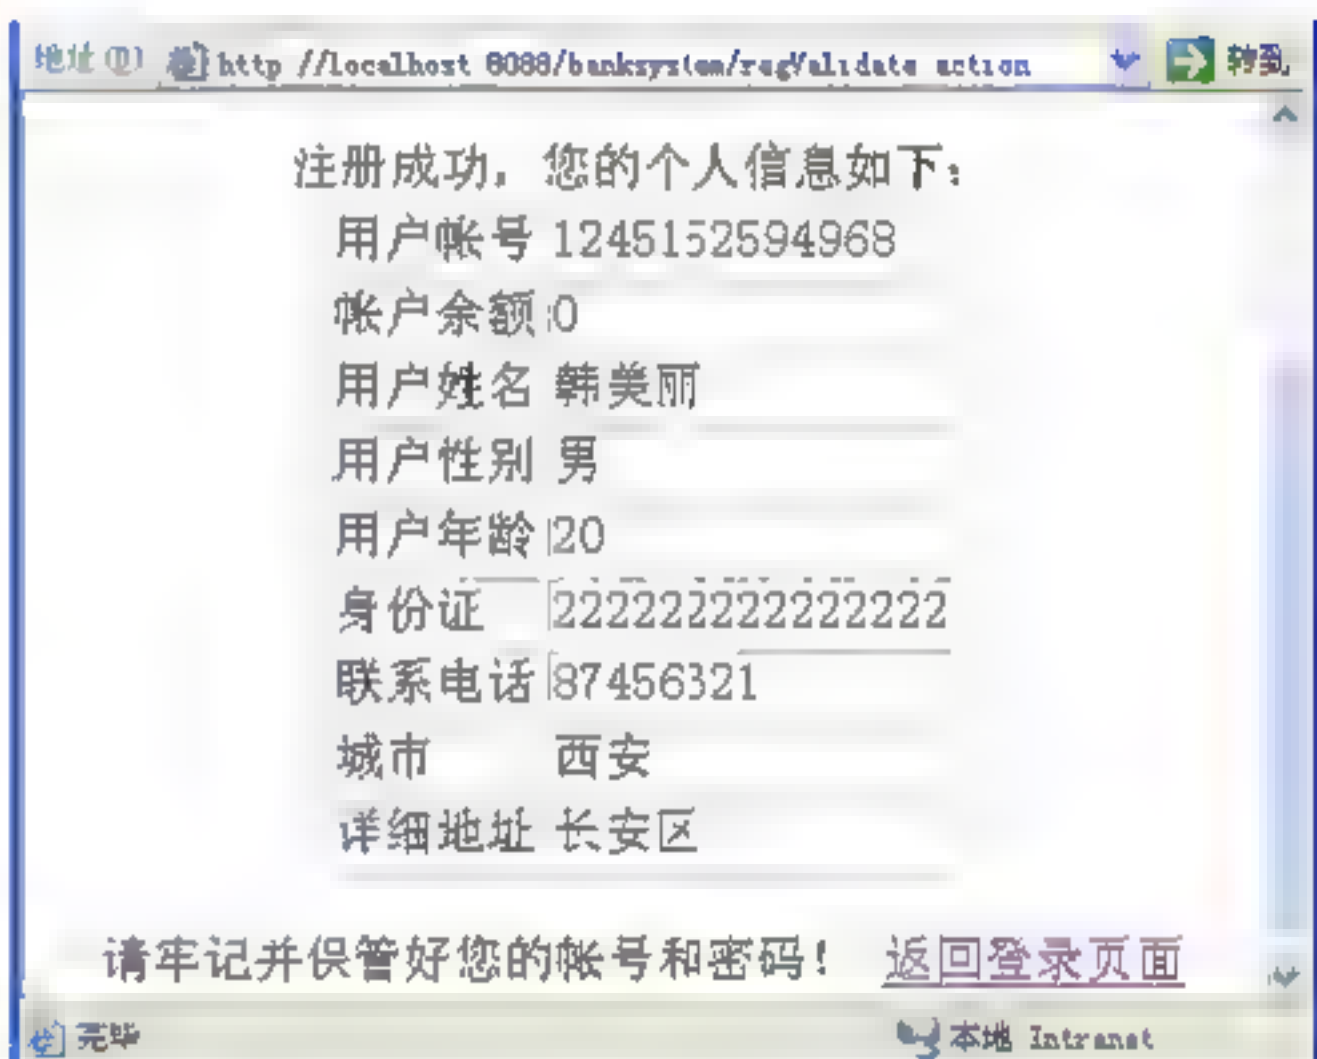 地址(D) http://localhost:8088/banksystem/regValidate.action 转到
注册成功，您的个人信息如下：
用户帐号 1245152594968
帐户余额 0
用户姓名 韩美丽
用户性别 男
用户年龄 20
身份证 222222222222222
联系电话 87456321
城市 西安
详细地址 长安区
请牢记并保管好您的帐号和密码！ 返回登录页面
完毕 本地 Intranet